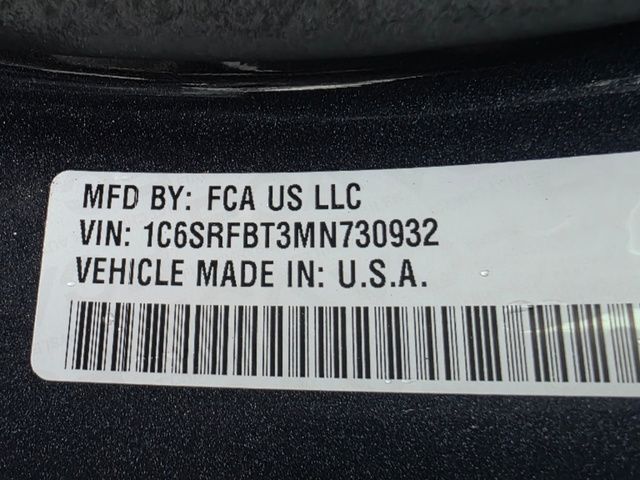 MFD BY: FCA US LLC
VIN: 1C6SRFBT3MN730932
VEHICLE MADE IN: U.S.A.